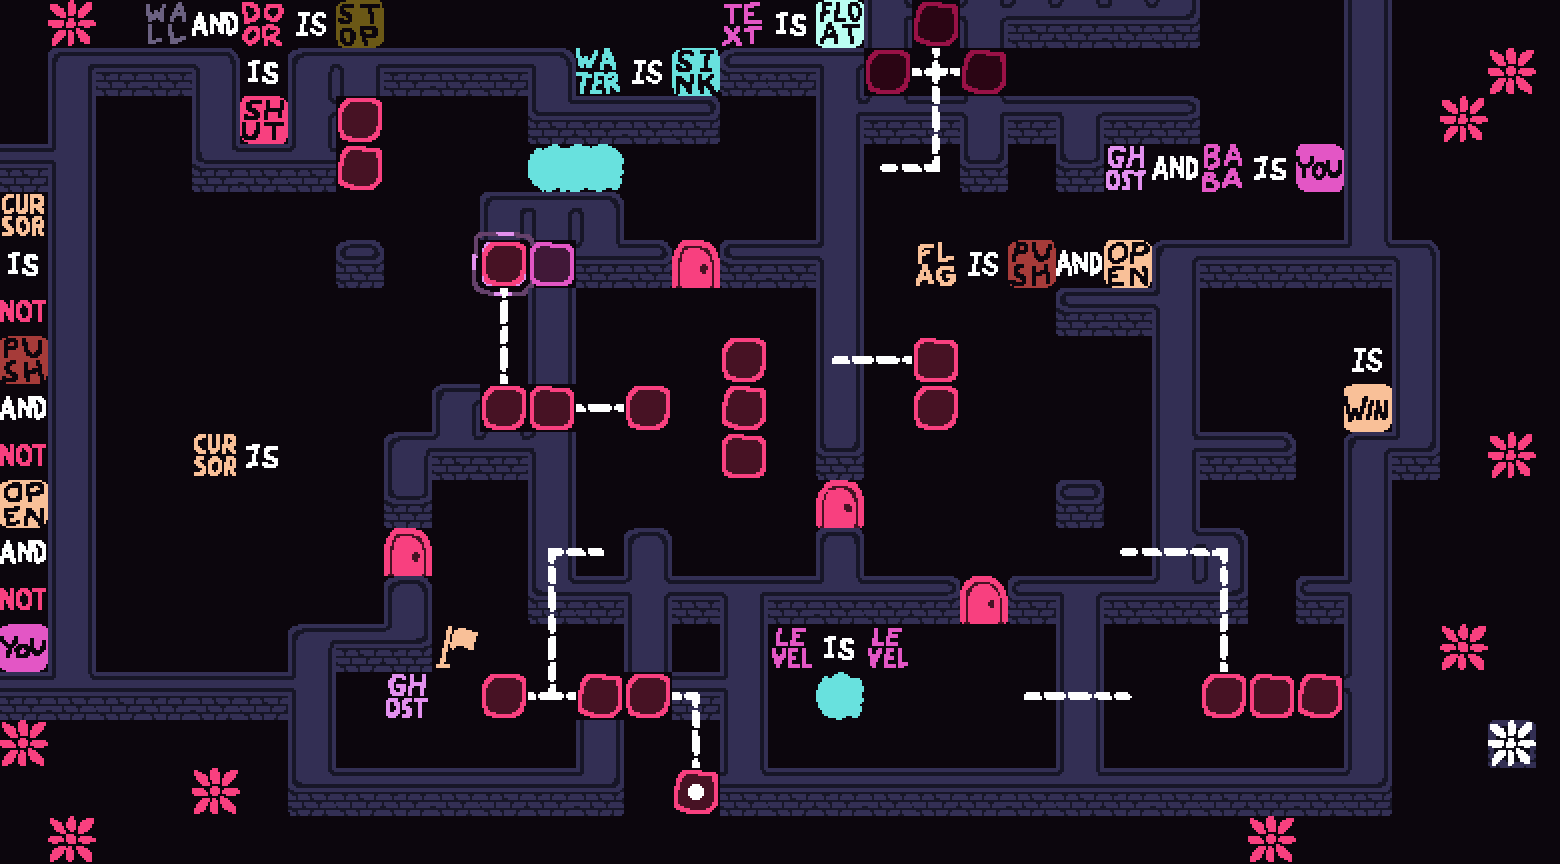 WALL AND DOOR IS STOP
TEXT IS FLOAT
IS
SHUT
WATER IS SINK
GHOST AND BABA IS YOU
CURSOR
IS
NOT
PUSH
AND
NOT
OPEN
AND
NOT
YOU
FLAG IS PUSH AND OPEN
IS
WIN
CURSOR IS
LEVEL IS LEVEL
GHOST